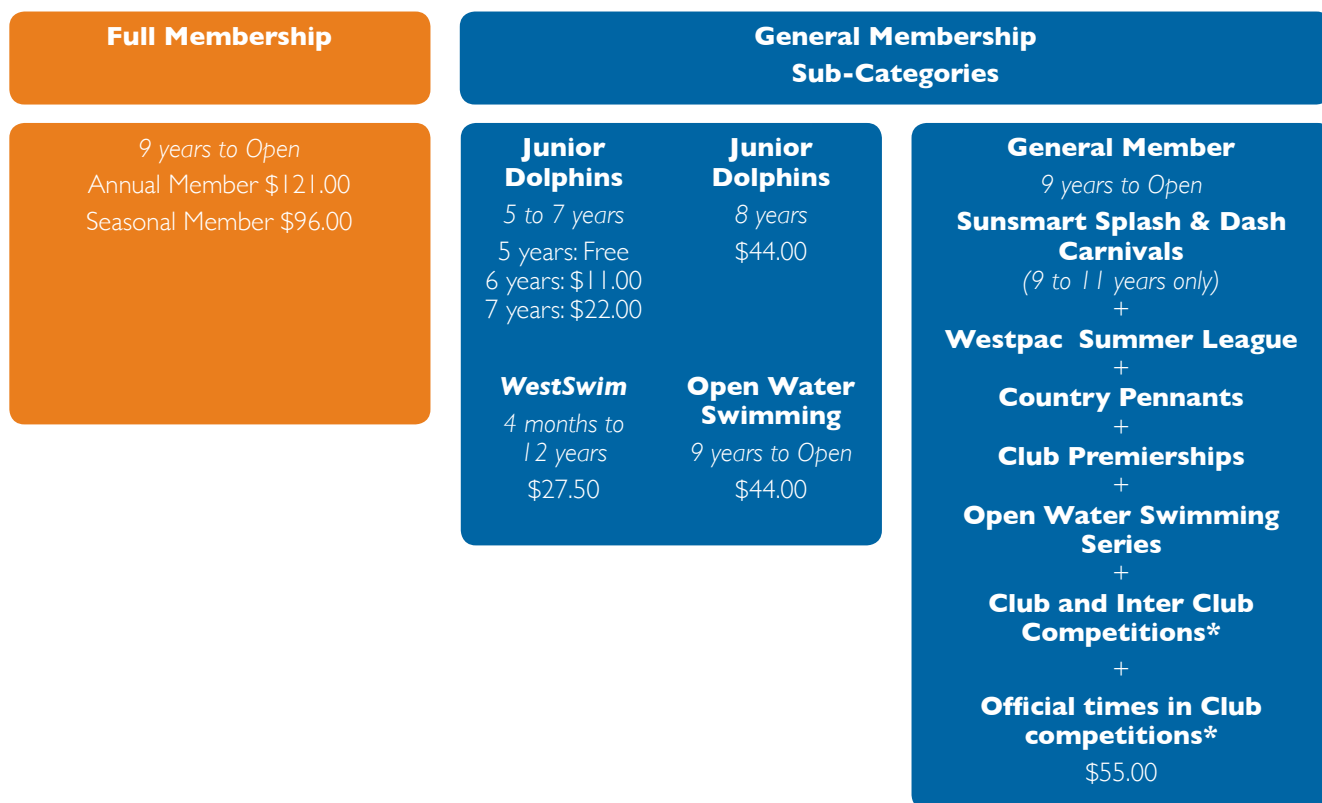 Full Membership
General Membership
Sub-Categories
9 years to Open
Annual Member $121.00
Seasonal Member $96.00
Junior
Dolphins
5 to 7 years
5 years: Free
6 years: $11.00
7 years: $22.00
Junior
Dolphins
8 years
$44.00
WestSwim
4 months to
12 years
$27.50
Open Water
Swimming
9 years to Open
$44.00
General Member
9 years to Open
Sunsmart Splash & Dash
Carnivals
(9 to 11 years only)
+
Westpac Summer League
+
Country Pennants
+
Club Premierships
+
Open Water Swimming
Series
+
Club and Inter Club
Competitions*
+
Official times in Club
competitions*
$55.00